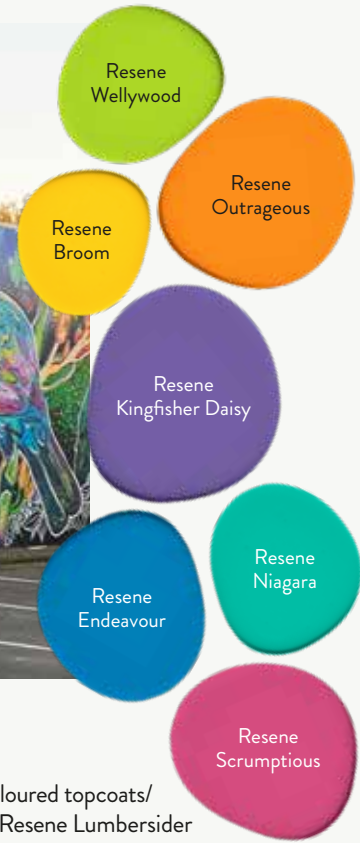 Resene
Wellywood
Resene
Outrageous
Resene
Broom
Resene
Kingfisher Daisy
Resene
Niagara
Resene
Endeavour
Resene
Scrumptious
loured topcoats/
Resene Lumbersider